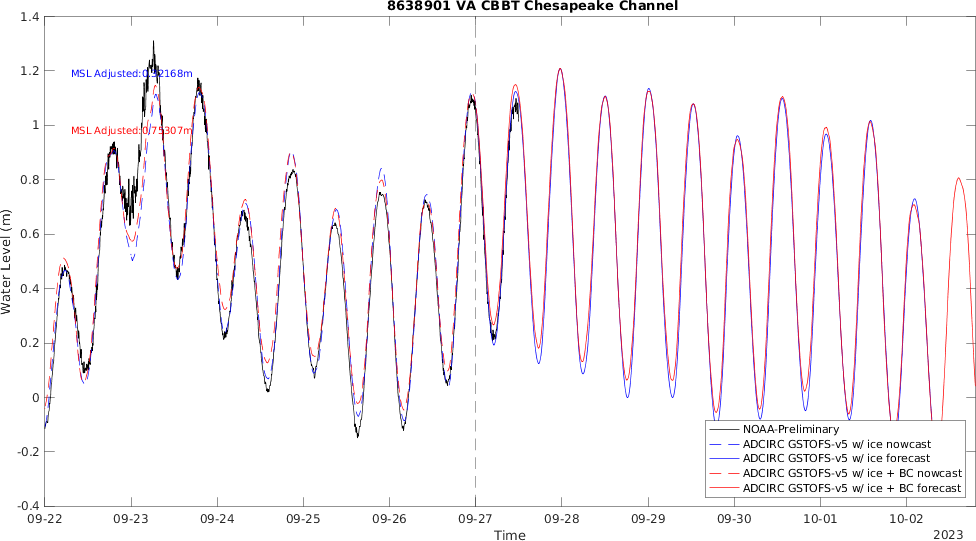 8638901 VA CBBT Chesapeake Channel
1.4
1.2
1
0.8
0.6
0.4
0.2
0
-0.2
-0.4
Water Level (m)
MSL Adjusted:0.52168m
MSL Adjusted:0.75307m
NOAA-Preliminary
ADCIRC GSTOFS-v5 w/ ice nowcast
ADCIRC GSTOFS-v5 w/ ice forecast
ADCIRC GSTOFS-v5 w/ ice + BC nowcast
ADCIRC GSTOFS-v5 w/ ice + BC forecast
09-22 09-23 09-24 09-25 09-26 09-27 09-28 09-29 09-30 10-01 10-02
Time
2023